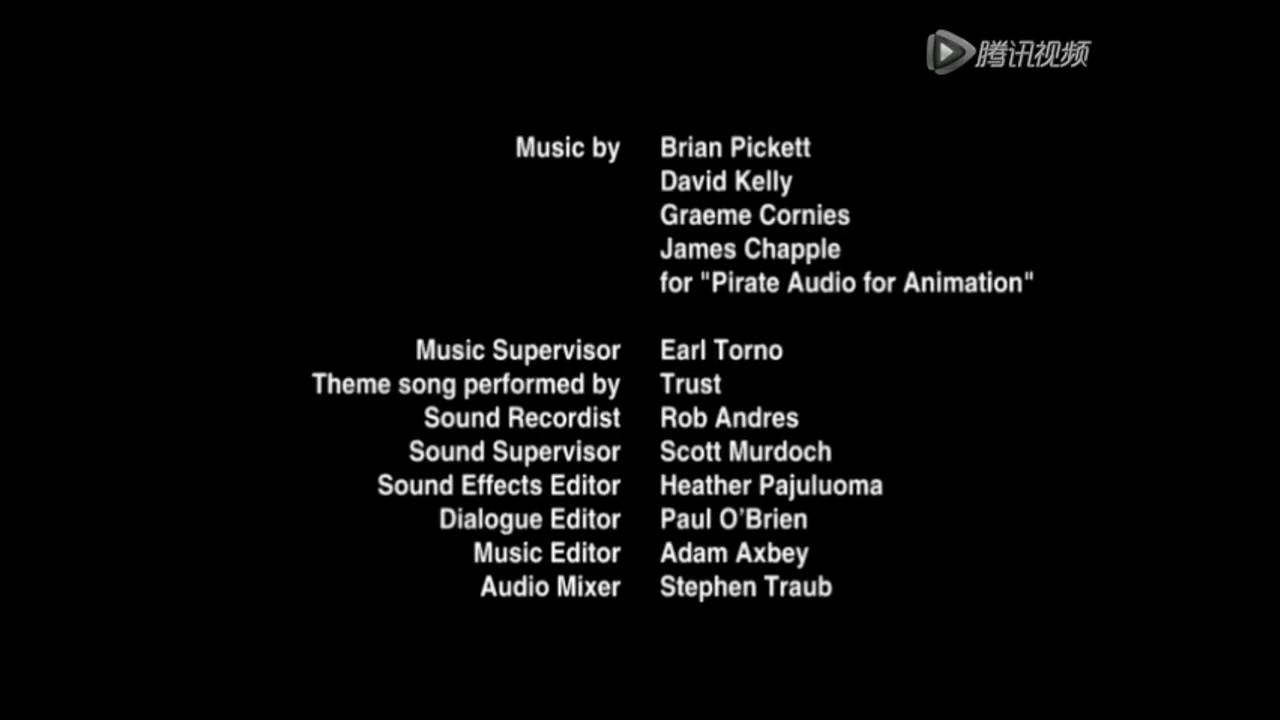 腾讯视频
Music by Brian Pickett
David Kelly
Graeme Cornies
James Chapple
for "Pirate Audio for Animation"
Music Supervisor Earl Torno
Theme song performed by Trust
Sound Recordist Rob Andres
Sound Supervisor Scott Murdoch
Sound Effects Editor Heather Pajuluoma
Dialogue Editor Paul O’Brien
Music Editor Adam Axbey
Audio Mixer Stephen Traub